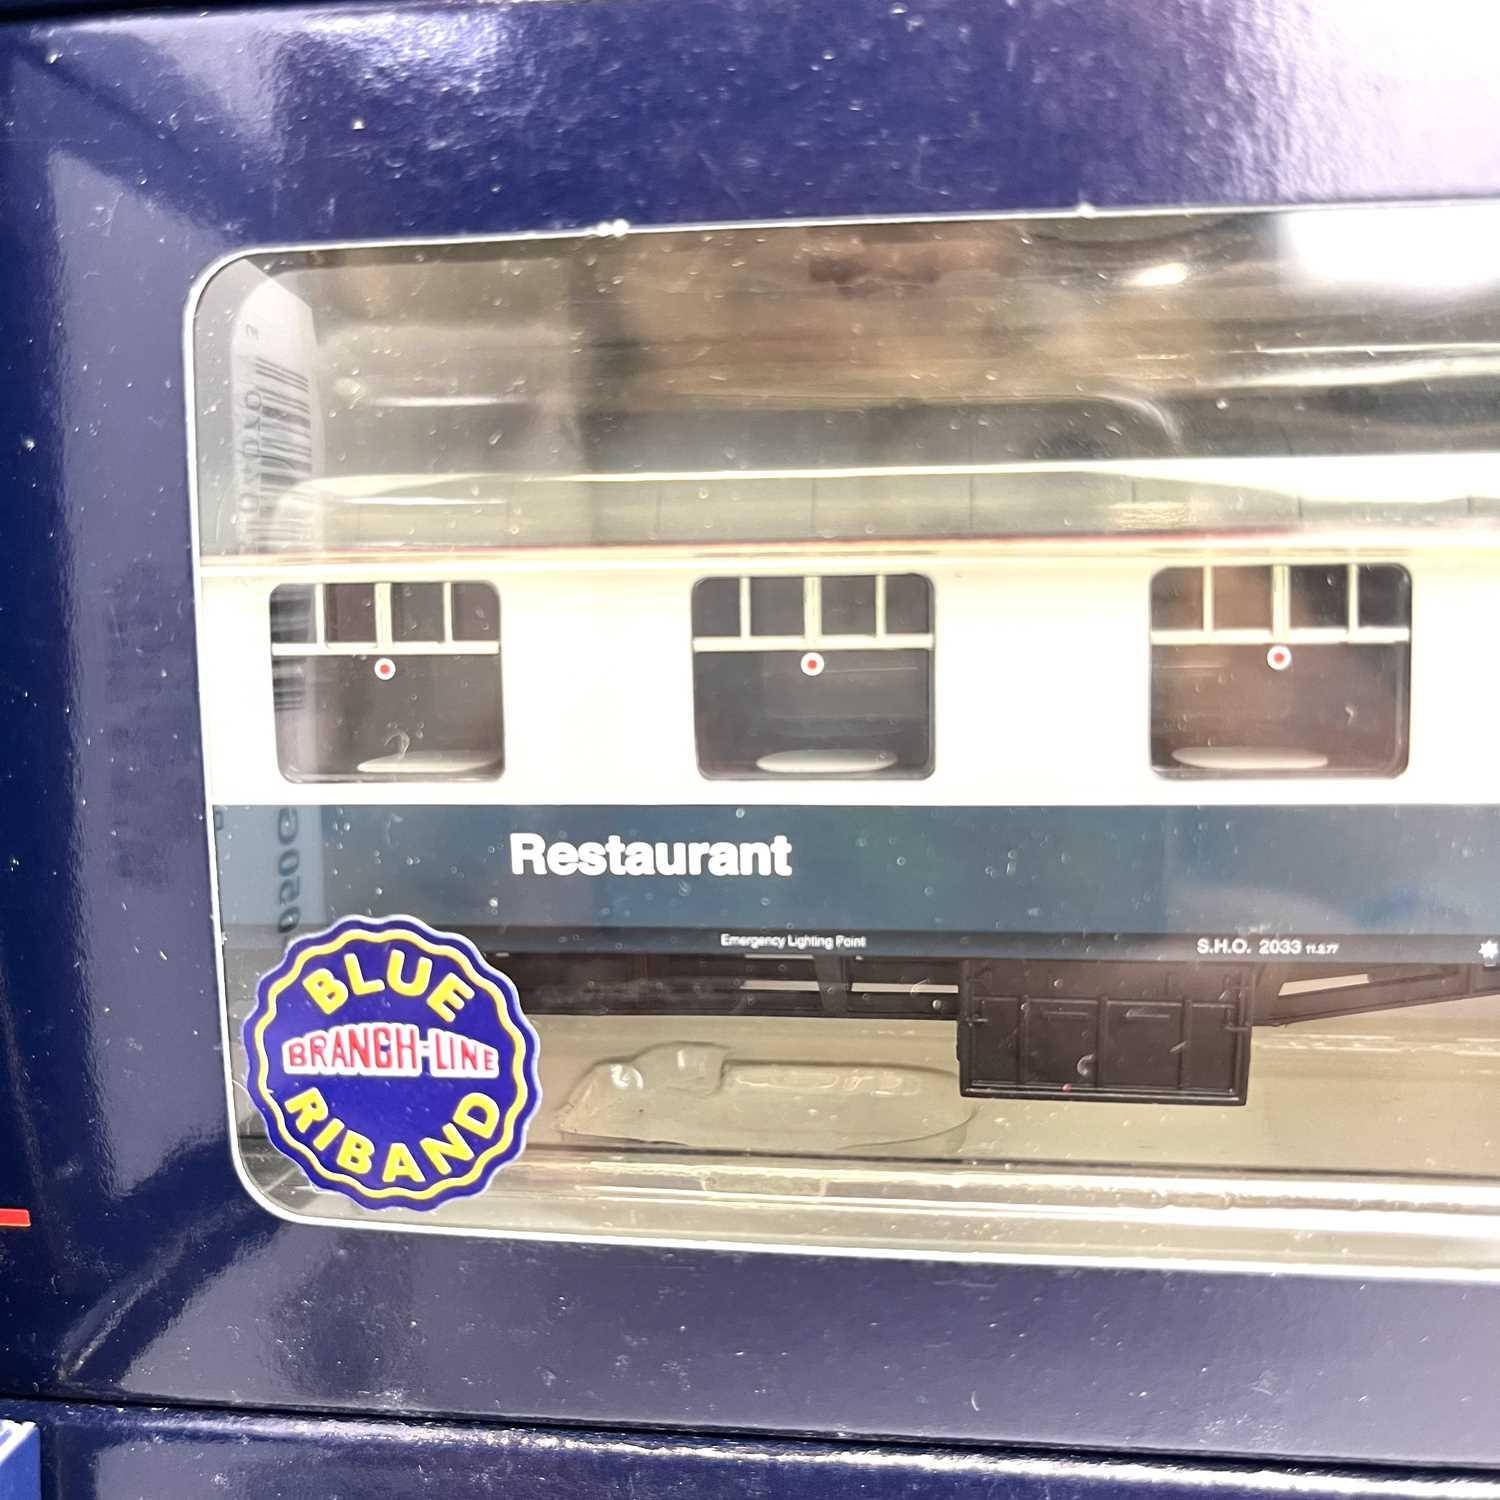 Restaurant
Emergency Lighting Point
S.H.O. 2033
BLUE
BRANCH-LINE
RIBAND